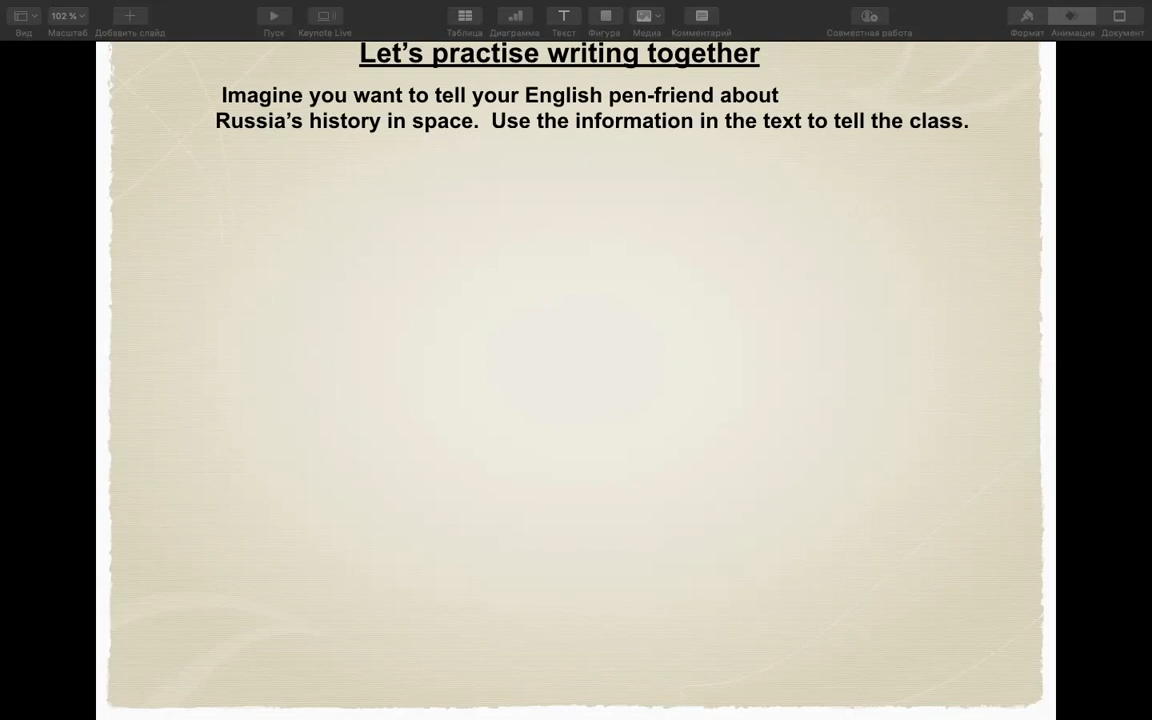 102 %
Вид
Масштаб
Добавить слайд
Пуск
Keynote Live
Таблица
Диаграмма
Текст
Фигура
Медиа
Комментарий
Совместная работа
Формат
Анимация
Документ
Let’s practise writing together
Imagine you want to tell your English pen-friend about
Russia’s history in space.  Use the information in the text to tell the class.